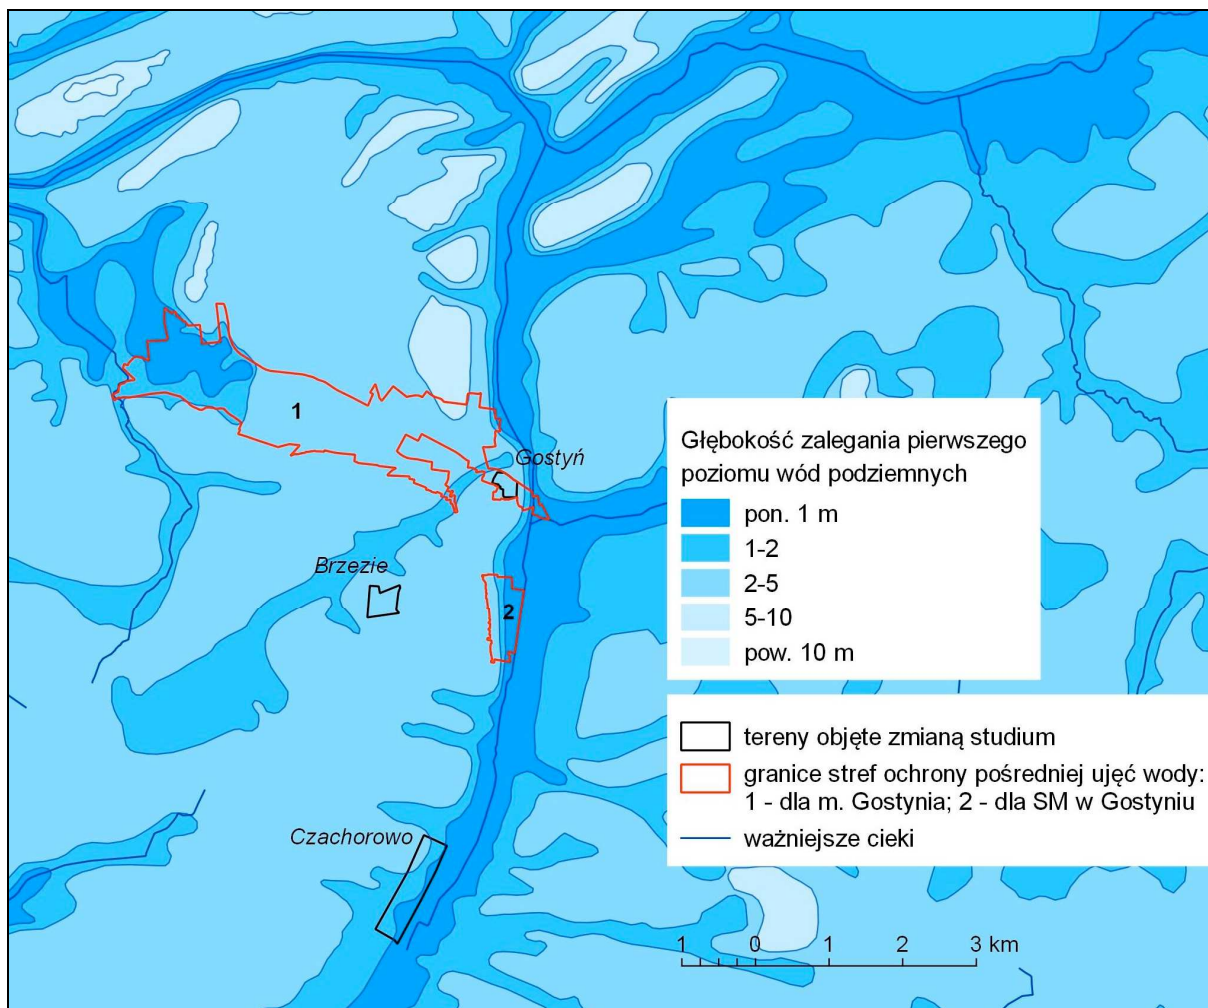 1
Gostyń
Brzezie
2
Czachorowo
Głębokość zalegania pierwszego
poziomu wód podziemnych
pon. 1 m
1-2
2-5
5-10
pow. 10 m
tereny objęte zmianą studium
granice stref ochrony pośredniej ujęć wody:
1 - dla m. Gostynia; 2 - dla SM w Gostyniu
ważniejsze cieki
1 0 1 2 3 km